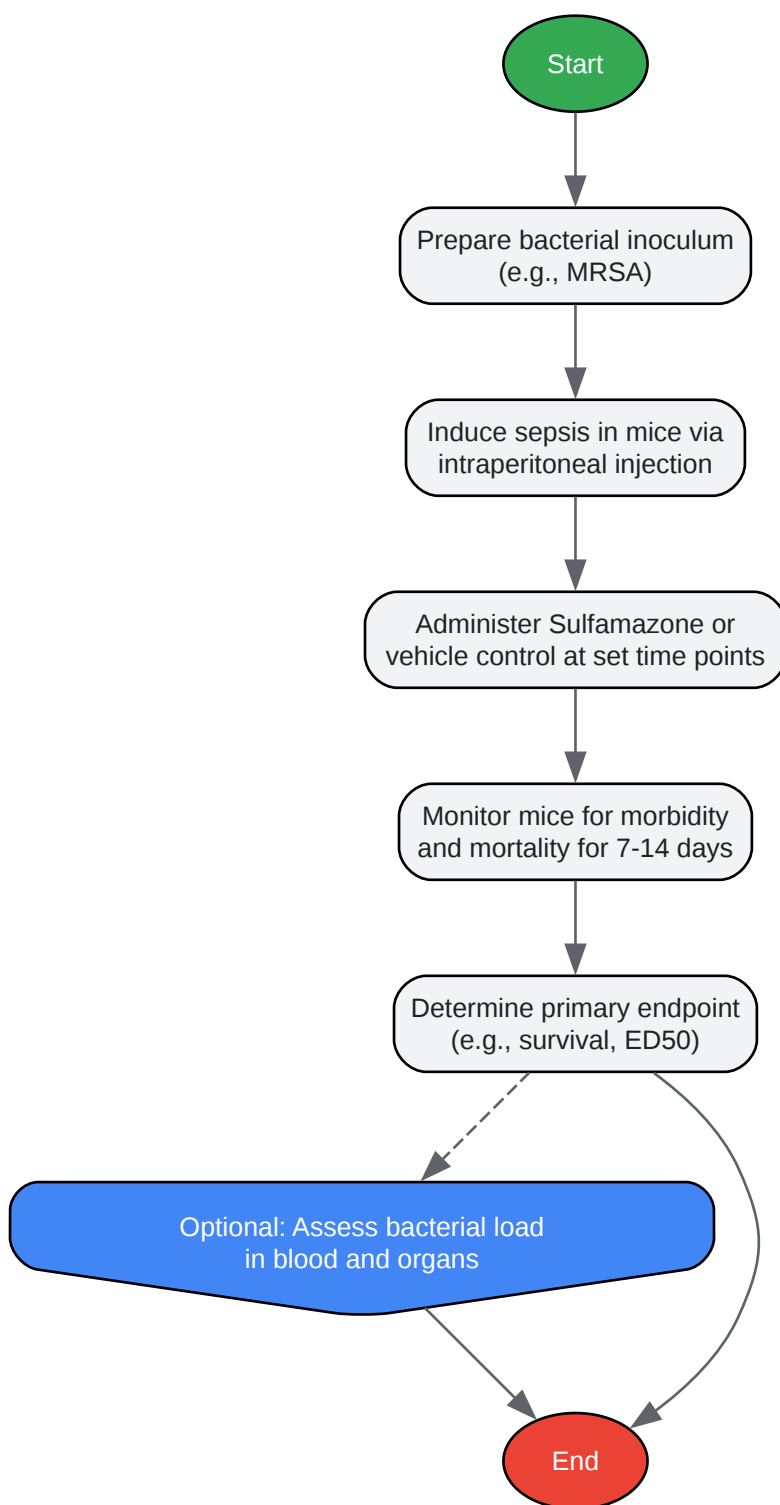 Start
Prepare bacterial inoculum
(e.g., MRSA)
Induce sepsis in mice via
intraperitoneal injection
Administer Sulfamazone or
vehicle control at set time points
Monitor mice for morbidity
and mortality for 7-14 days
Determine primary endpoint
(e.g., survival, ED50)
Optional: Assess bacterial load
in blood and organs
End